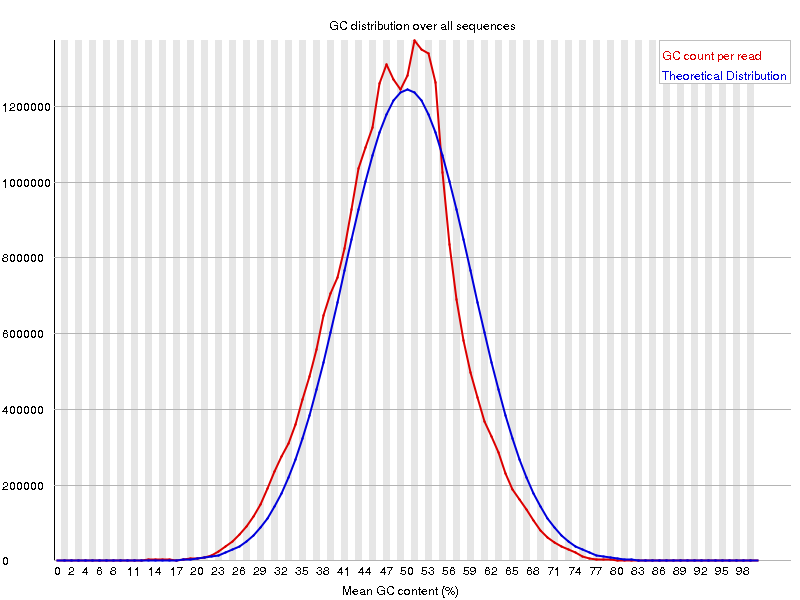 GC distribution over all sequences
GC count per read
Theoretical Distribution
1200000
1000000
800000
600000
400000
200000
0
0 2 4 6 8 11 14 17 20 23 26 29 32 35 38 41 44 47 50 53 56 59 62 65 68 71 74 77 80 83 86 89 92 95 98
Mean GC content (%)